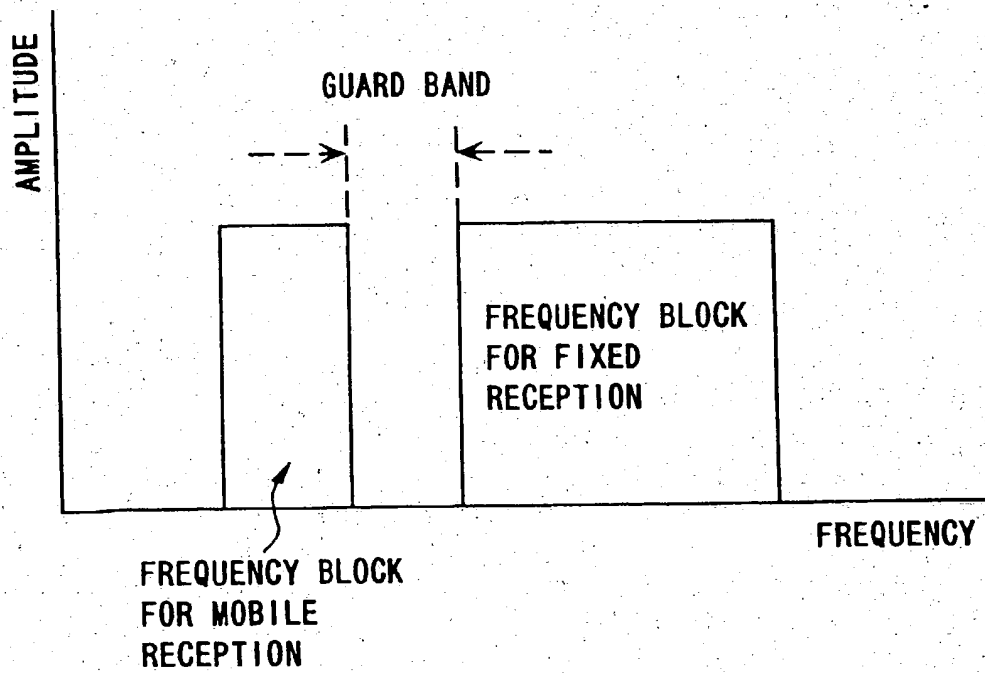 AMPLITUDE
GUARD BAND
FREQUENCY BLOCK
FOR FIXED
RECEPTION
FREQUENCY
FREQUENCY BLOCK
FOR MOBILE
RECEPTION